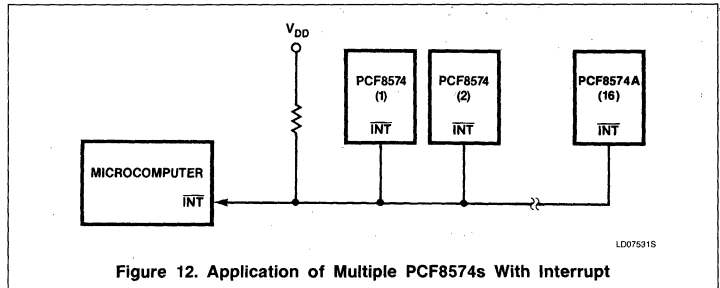 V_DD
PCF8574
(1)
INT
PCF8574
(2)
INT
PCF8574A
(16)
INT
MICROCOMPUTER
INT
LD07531S
Figure 12. Application of Multiple PCF8574s With Interrupt